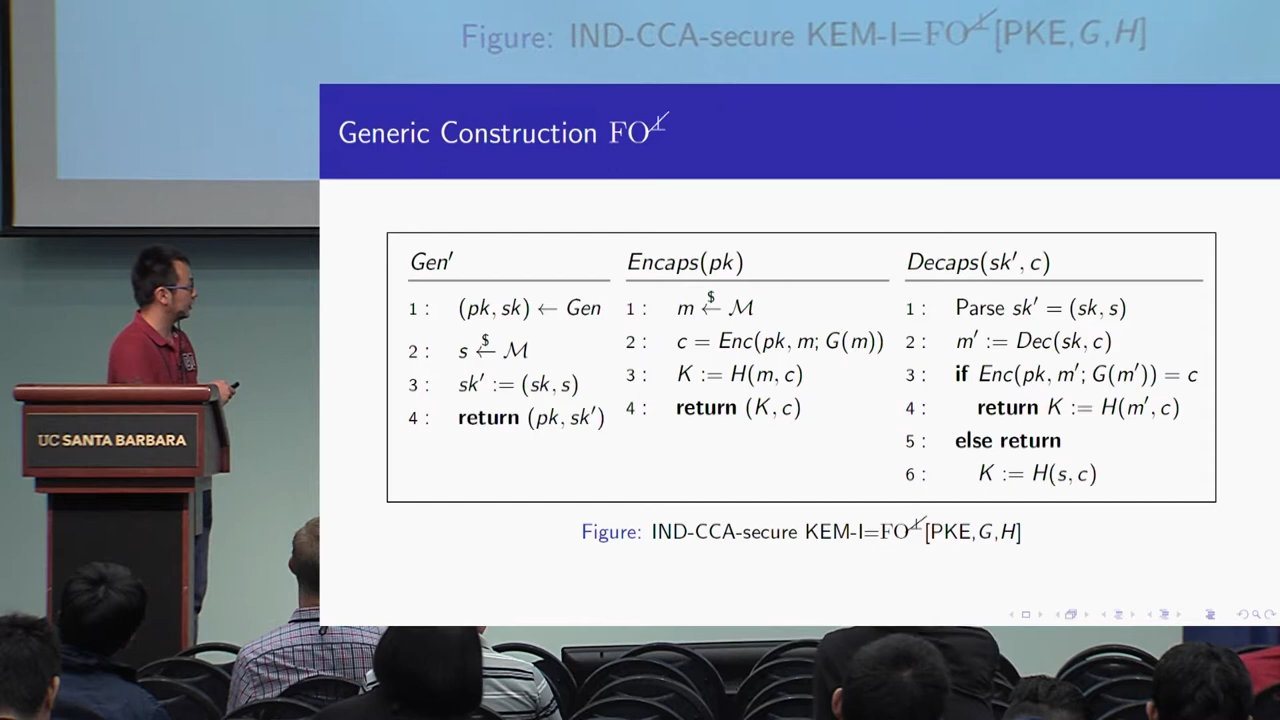 Figure: IND-CCA-secure KEM-I=FO⊥̸[PKE,G,H]
Generic Construction FO⊥̸
Gen′
1 : (pk, sk) ← Gen
2 : s ←$ M
3 : sk′ := (sk, s)
4 : return (pk, sk′)
Encaps(pk)
1 : m ←$ M
2 : c = Enc(pk, m; G(m))
3 : K := H(m, c)
4 : return (K, c)
Decaps(sk′, c)
1 : Parse sk′ = (sk, s)
2 : m′ := Dec(sk, c)
3 : if Enc(pk, m′; G(m′)) = c
4 : return K := H(m′, c)
5 : else return
6 : K := H(s, c)
Figure: IND-CCA-secure KEM-I=FO⊥̸[PKE,G,H]
UC SANTA BARBARA